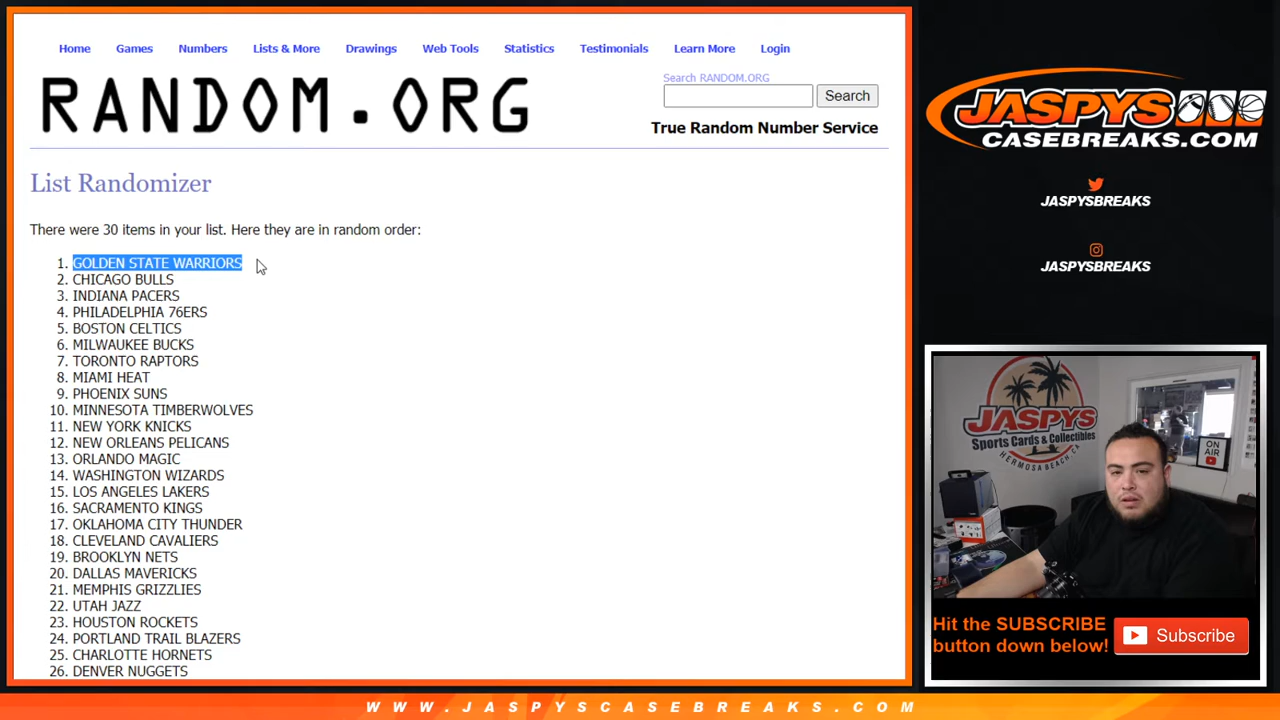 Home Games Numbers Lists & More Drawings Web Tools Statistics Testimonials Learn More Login
RANDOM.ORG
Search RANDOM.ORG
Search
True Random Number Service
List Randomizer
There were 30 items in your list. Here they are in random order:
1. GOLDEN STATE WARRIORS
2. CHICAGO BULLS
3. INDIANA PACERS
4. PHILADELPHIA 76ERS
5. BOSTON CELTICS
6. MILWAUKEE BUCKS
7. TORONTO RAPTORS
8. MIAMI HEAT
9. PHOENIX SUNS
10. MINNESOTA TIMBERWOLVES
11. NEW YORK KNICKS
12. NEW ORLEANS PELICANS
13. ORLANDO MAGIC
14. WASHINGTON WIZARDS
15. LOS ANGELES LAKERS
16. SACRAMENTO KINGS
17. OKLAHOMA CITY THUNDER
18. CLEVELAND CAVALIERS
19. BROOKLYN NETS
20. DALLAS MAVERICKS
21. MEMPHIS GRIZZLIES
22. UTAH JAZZ
23. HOUSTON ROCKETS
24. PORTLAND TRAIL BLAZERS
25. CHARLOTTE HORNETS
26. DENVER NUGGETS
JASPYS
CASEBREAKS.COM
JASPYSBREAKS
JASPYSBREAKS
JASPYS
Sports Cards & Collectibles
HERMOSA BEACH, CA
ON
AIR
Hit the SUBSCRIBE
button down below!
Subscribe
WWW.JASPYSCASEBREAKS.COM